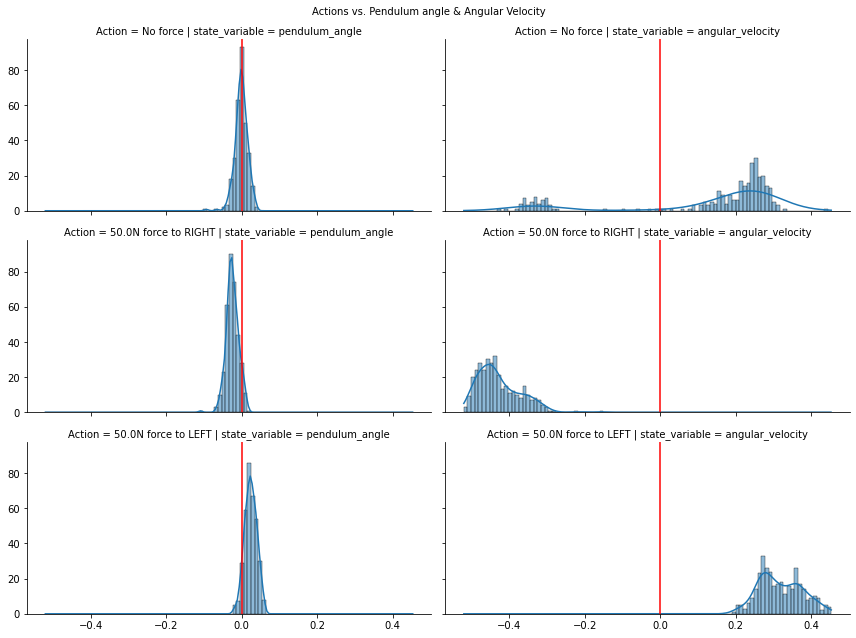 Actions vs. Pendulum angle & Angular Velocity
Action = No force | state_variable = pendulum_angle
Action = No force | state_variable = angular_velocity
80
60
40
20
0
Action = 50.0N force to RIGHT | state_variable = pendulum_angle
Action = 50.0N force to RIGHT | state_variable = angular_velocity
80
60
40
20
0
Action = 50.0N force to LEFT | state_variable = pendulum_angle
Action = 50.0N force to LEFT | state_variable = angular_velocity
80
60
40
20
0
−0.4 −0.2 0.0 0.2 0.4
−0.4 −0.2 0.0 0.2 0.4